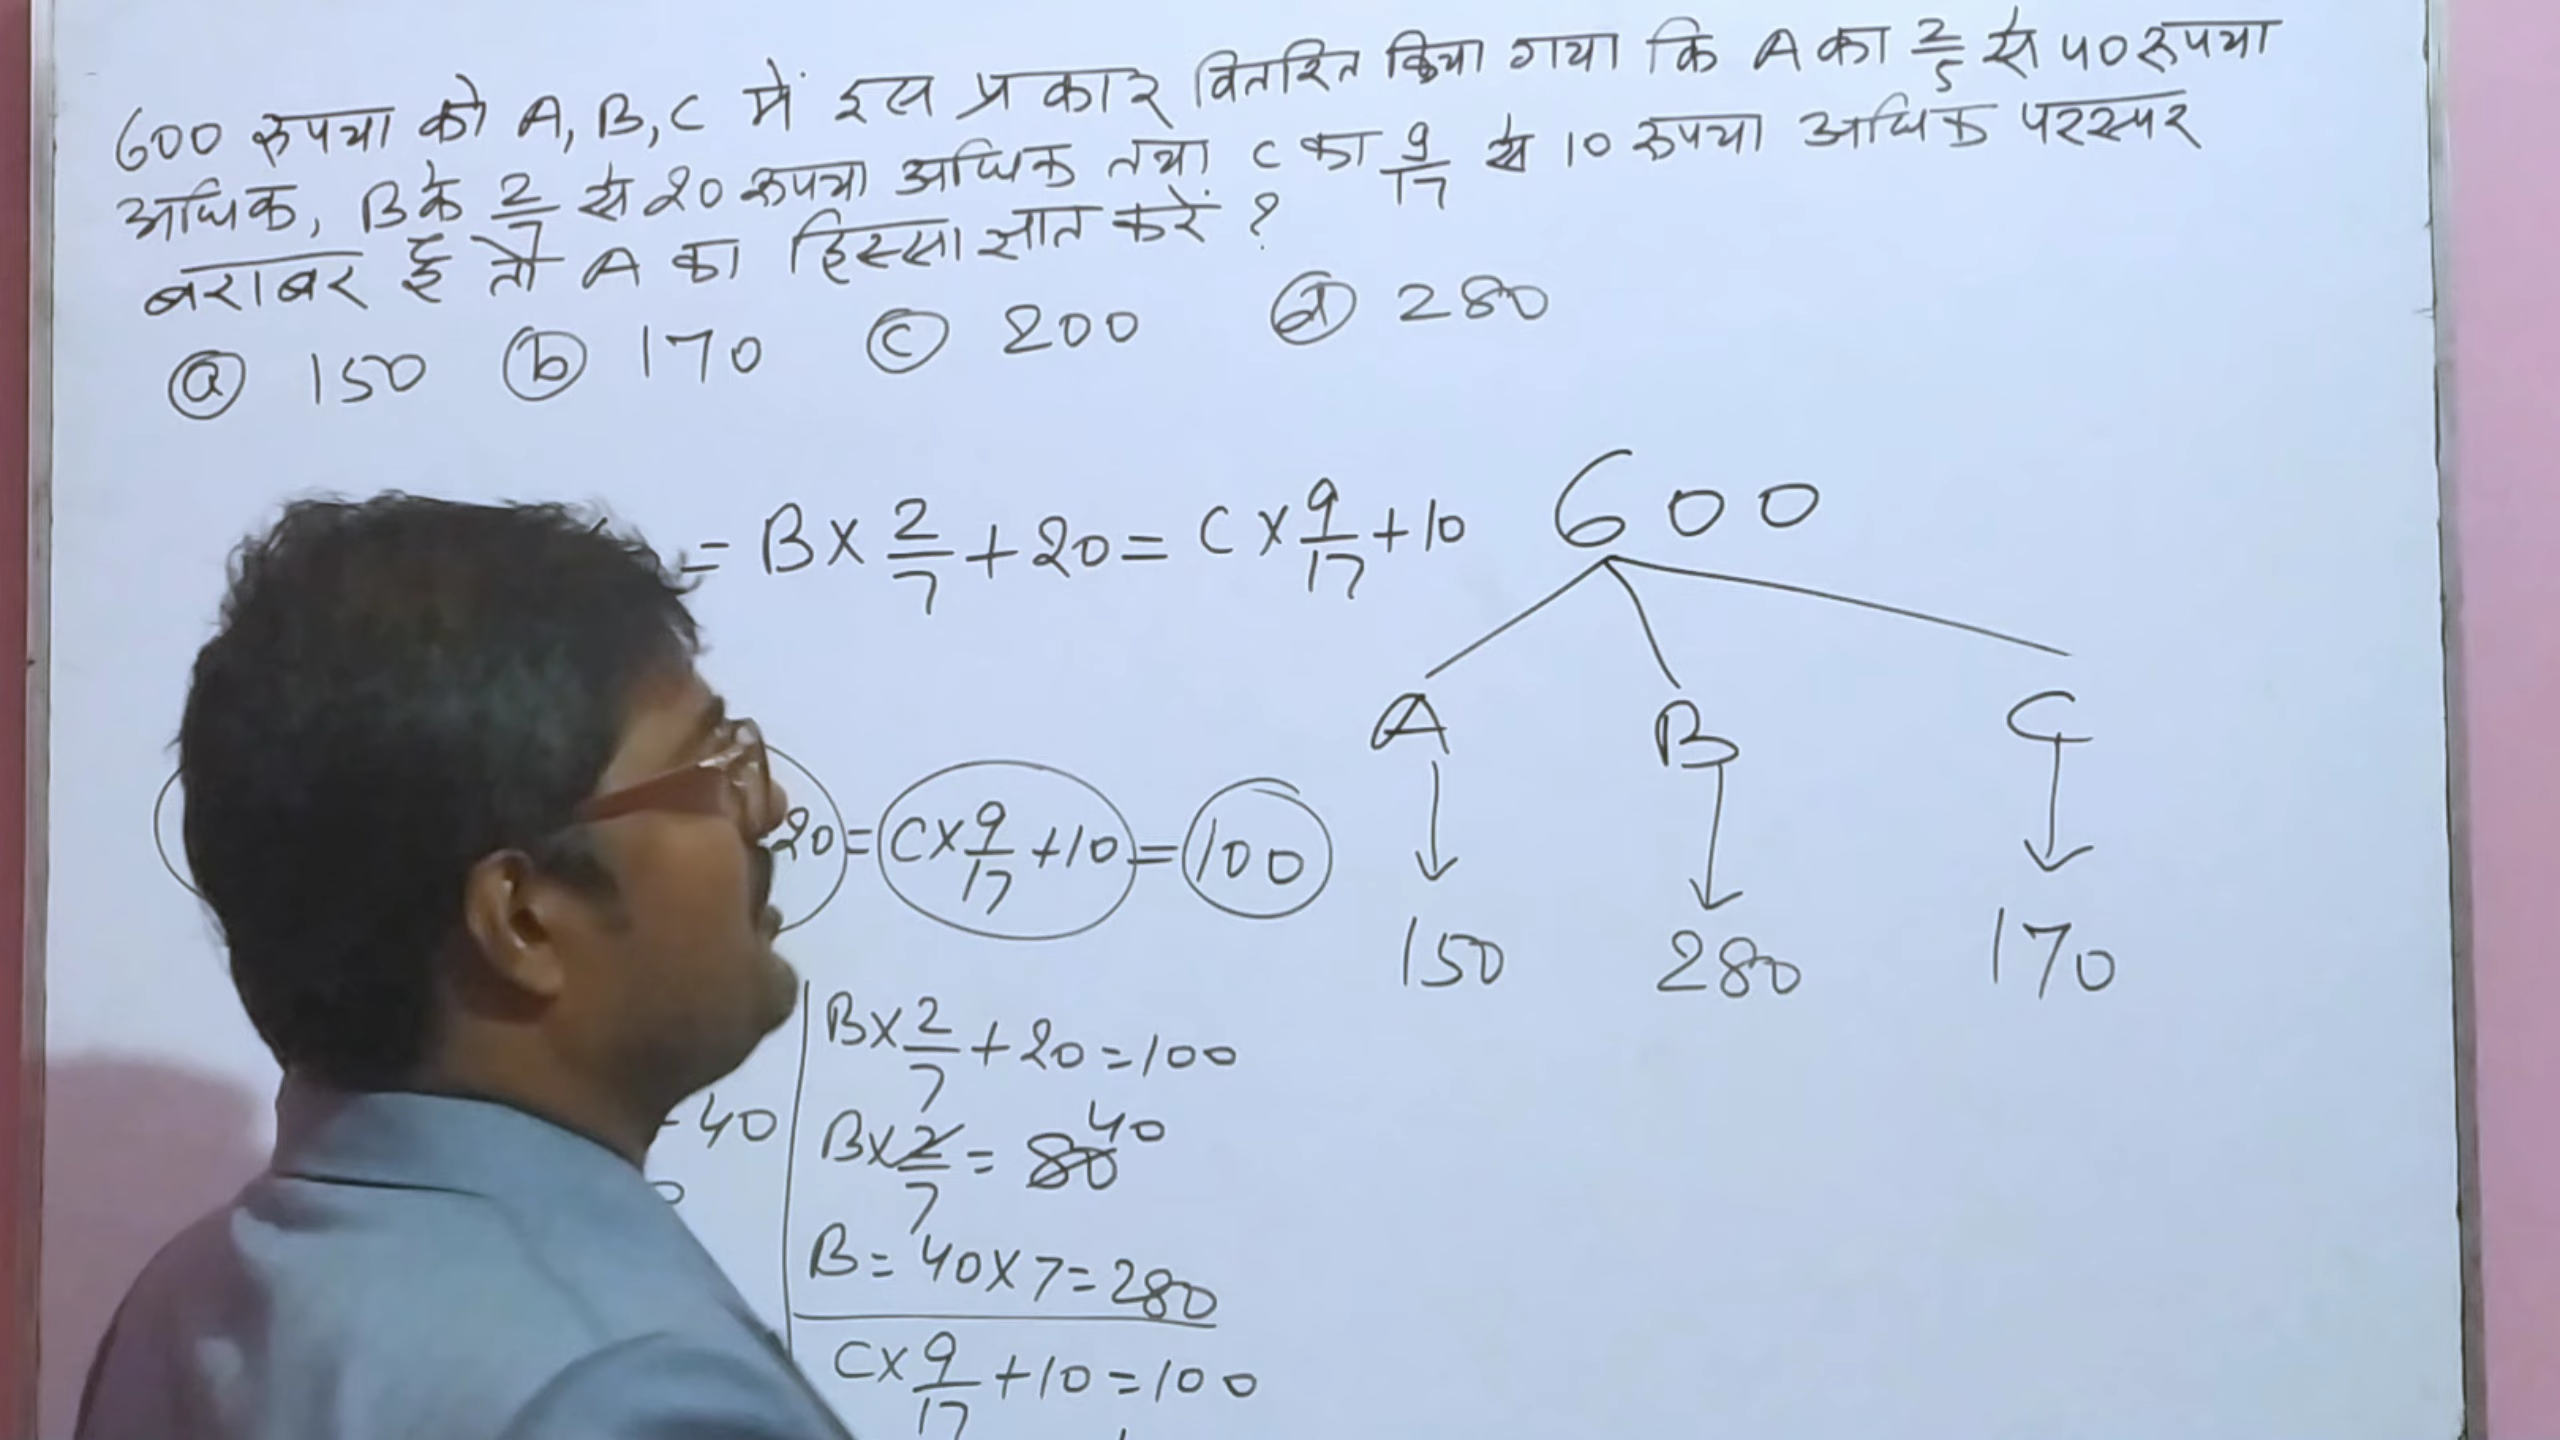 600 रुपया को A, B, C में इस प्रकार वितरित किया गया कि A का 2/5 से 40 रुपया
अधिक, B के 2/7 से 20 रुपया अधिक तथा C का 9/17 से 10 रुपया अधिक परस्पर
बराबर है तो A का हिस्सा ज्ञात करें ?
(a) 150 (b) 170 (c) 200 (d) 280
= B × 2/7 + 20 = C × 9/17 + 10
600
A B C
20 = C × 9/17 + 10 = 100
150 280 170
B × 2/7 + 20 = 100
- 40
B × 2/7 = 80 40
B = 40 × 7 = 280
C × 9/17 + 10 = 100